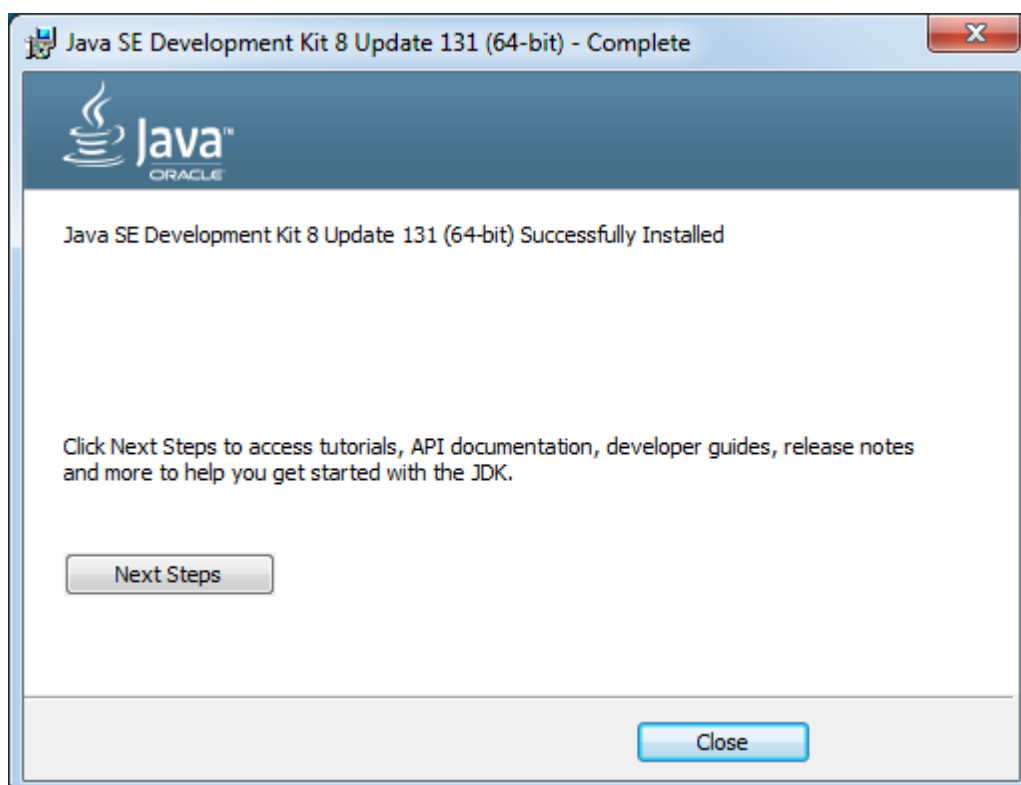 Java SE Development Kit 8 Update 131 (64-bit) - Complete
Java™
ORACLE
Java SE Development Kit 8 Update 131 (64-bit) Successfully Installed
Click Next Steps to access tutorials, API documentation, developer guides, release notes
and more to help you get started with the JDK.
Next Steps
Close